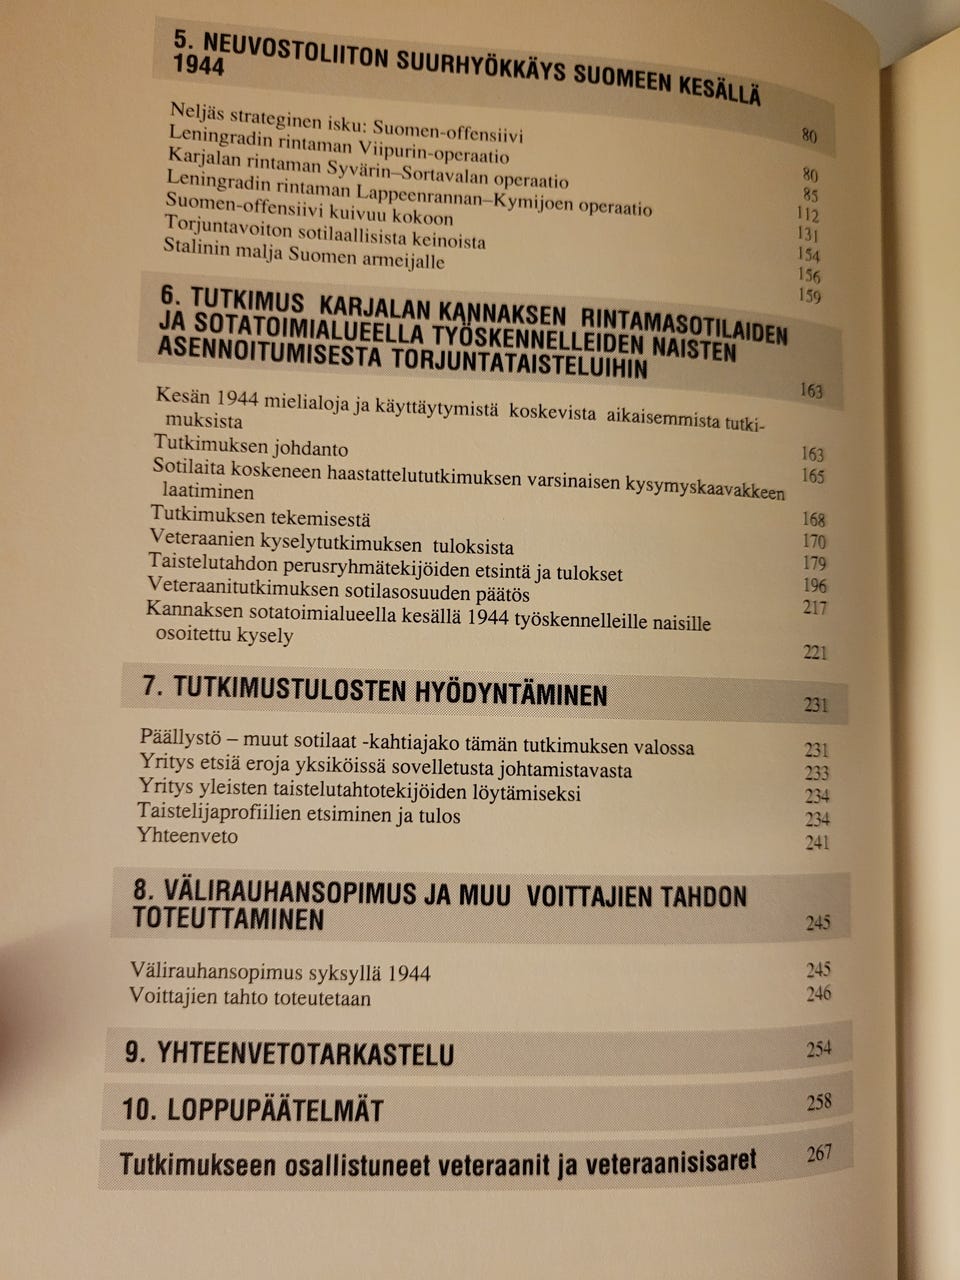 5. NEUVOSTOLIITON SUURHYÖKKÄYS SUOMEEN KESÄLLÄ
1944 80
Neljäs strateginen isku: Suomen-offensiivi 80
Leningradin rintaman Viipurin-operaatio 85
Karjalan rintaman Syvärin–Sortavalan operaatio 112
Leningradin rintaman Lappeenrannan–Kymijoen operaatio 131
Suomen-offensiivi kuivuu kokoon 154
Torjuntavoiton sotilaallisista keinoista 156
Stalinin malja Suomen armeijalle 159
6. TUTKIMUS KARJALAN KANNAKSEN RINTAMASOTILAIDEN
JA SOTATOIMIALUEELLA TYÖSKENNELLEIDEN NAISTEN
ASENNOITUMISESTA TORJUNTATAISTELUIHIN 163
Kesän 1944 mielialoja ja käyttäytymistä koskevista aikaisemmista tutki-
muksista 163
Tutkimuksen johdanto 165
Sotilaita koskeneen haastattelututkimuksen varsinaisen kysymyskaavakkeen
laatiminen 168
Tutkimuksen tekemisestä 170
Veteraanien kyselytutkimuksen tuloksista 179
Taistelutahdon perusryhmätekijöiden etsintä ja tulokset 196
Veteraanitutkimuksen sotilasosuuden päätös 217
Kannaksen sotatoimialueella kesällä 1944 työskennelleille naisille
osoitettu kysely 221
7. TUTKIMUSTULOSTEN HYÖDYNTÄMINEN 231
Päällystö – muut sotilaat -kahtiajako tämän tutkimuksen valossa 231
Yritys etsiä eroja yksiköissä sovelletusta johtamistavasta 233
Yritys yleisten taistelutahtotekijöiden löytämiseksi 234
Taistelijaprofiilien etsiminen ja tulos 234
Yhteenveto 241
8. VÄLIRAUHANSOPIMUS JA MUU VOITTAJIEN TAHDON
TOTEUTTAMINEN 245
Välirauhansopimus syksyllä 1944 245
Voittajien tahto toteutetaan 246
9. YHTEENVETOTARKASTELU 254
10. LOPPUPÄÄTELMÄT 258
Tutkimukseen osallistuneet veteraanit ja veteraanisisaret 267